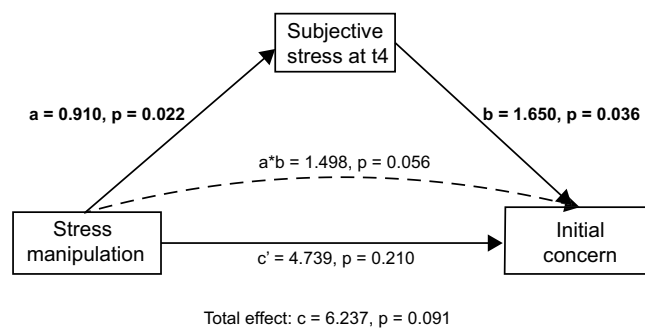 Subjective
stress at t4
a = 0.910, p = 0.022
b = 1.650, p = 0.036
a*b = 1.498, p = 0.056
Stress
manipulation
Initial
concern
c' = 4.739, p = 0.210
Total effect: c = 6.237, p = 0.091